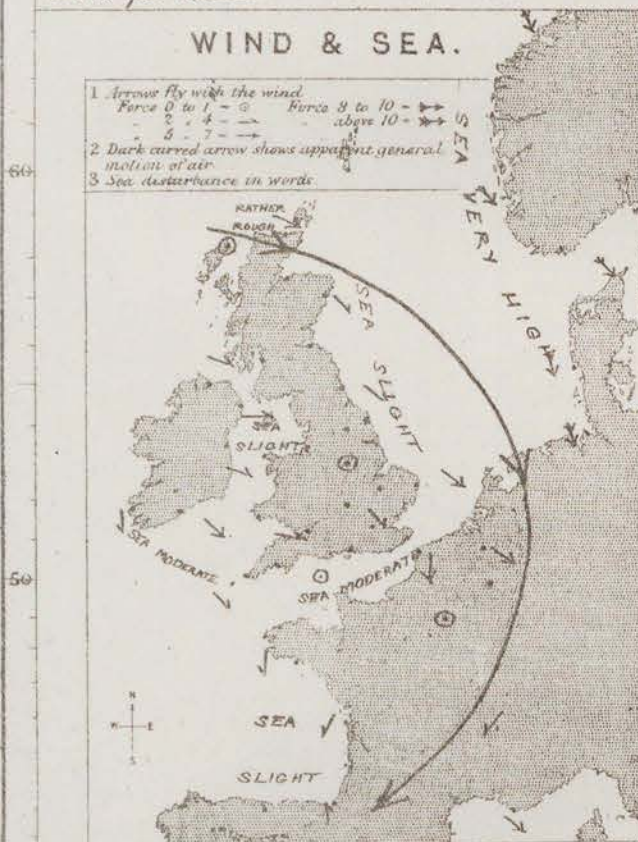 WIND & SEA.
1 Arrows fly with the wind
Force 0 to 1 - ⊙ Force 8 to 10 -
" 2 " 4 - " above 10 -
" 5 " 7 -
2 Dark curved arrow shows apparent general
motion of air
3 Sea disturbance in words
60
SEA
VERY
HIGH
RATHER
ROUGH
SEA
SLIGHT
SEA
SLIGHT
SEA MODERATE
SEA MODERATE
50
N
W E
S
SEA
SLIGHT